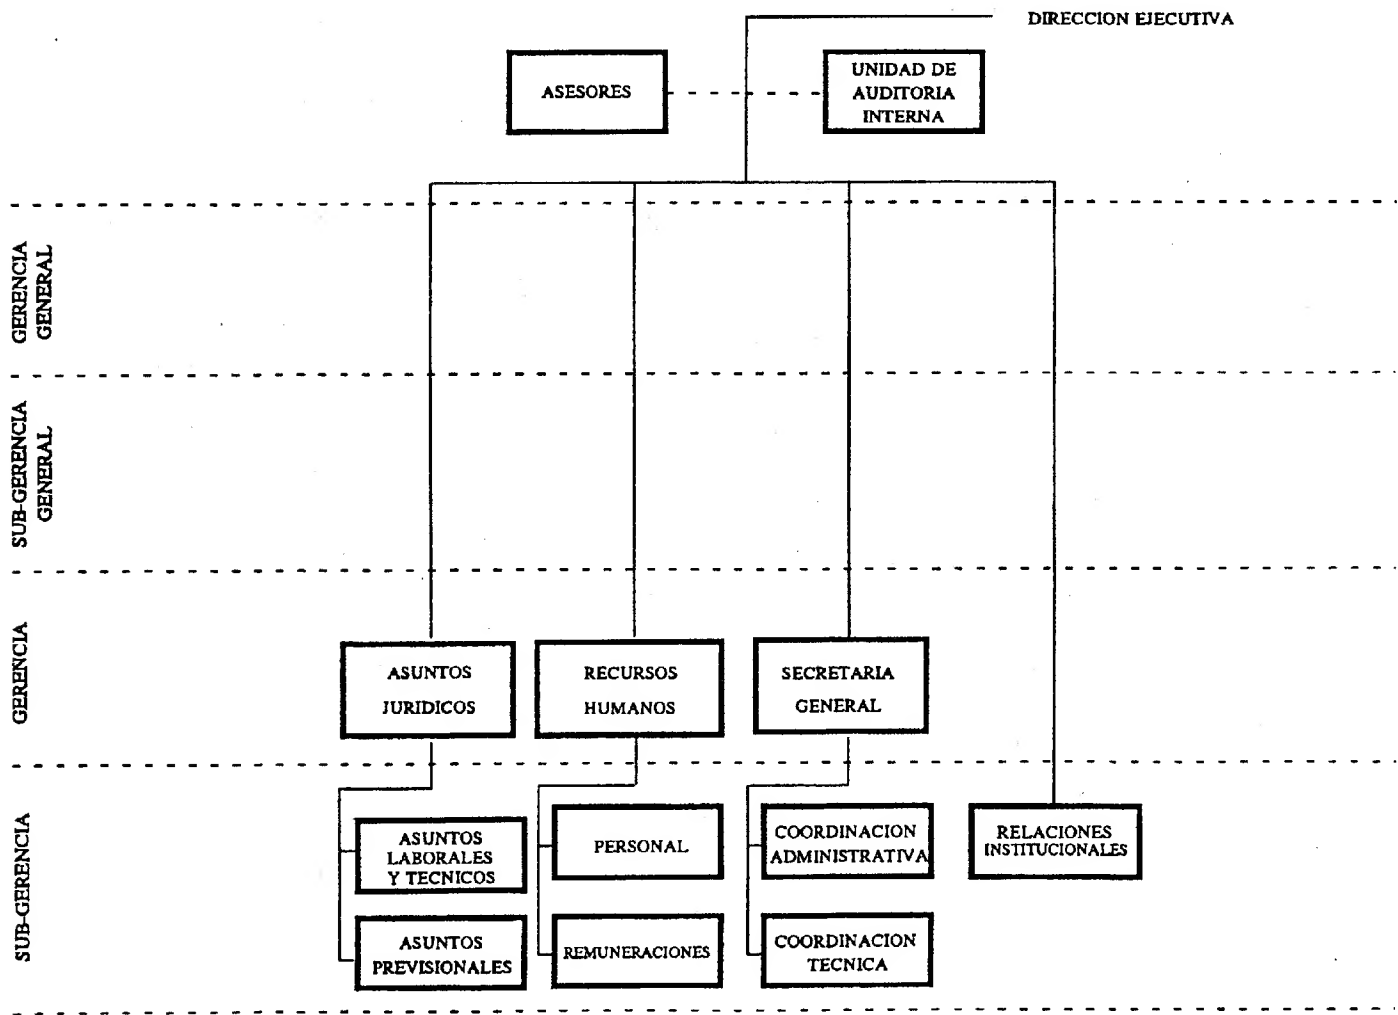 DIRECCION EJECUTIVA
ASESORES
UNIDAD DE
AUDITORIA
INTERNA
GERENCIA
GENERAL
SUB-GERENCIA
GENERAL
GERENCIA
ASUNTOS
JURIDICOS
RECURSOS
HUMANOS
SECRETARIA
GENERAL
SUB-GERENCIA
ASUNTOS
LABORALES
Y TECNICOS
PERSONAL
COORDINACION
ADMINISTRATIVA
RELACIONES
INSTITUCIONALES
ASUNTOS
PREVISIONALES
REMUNERACIONES
COORDINACION
TECNICA